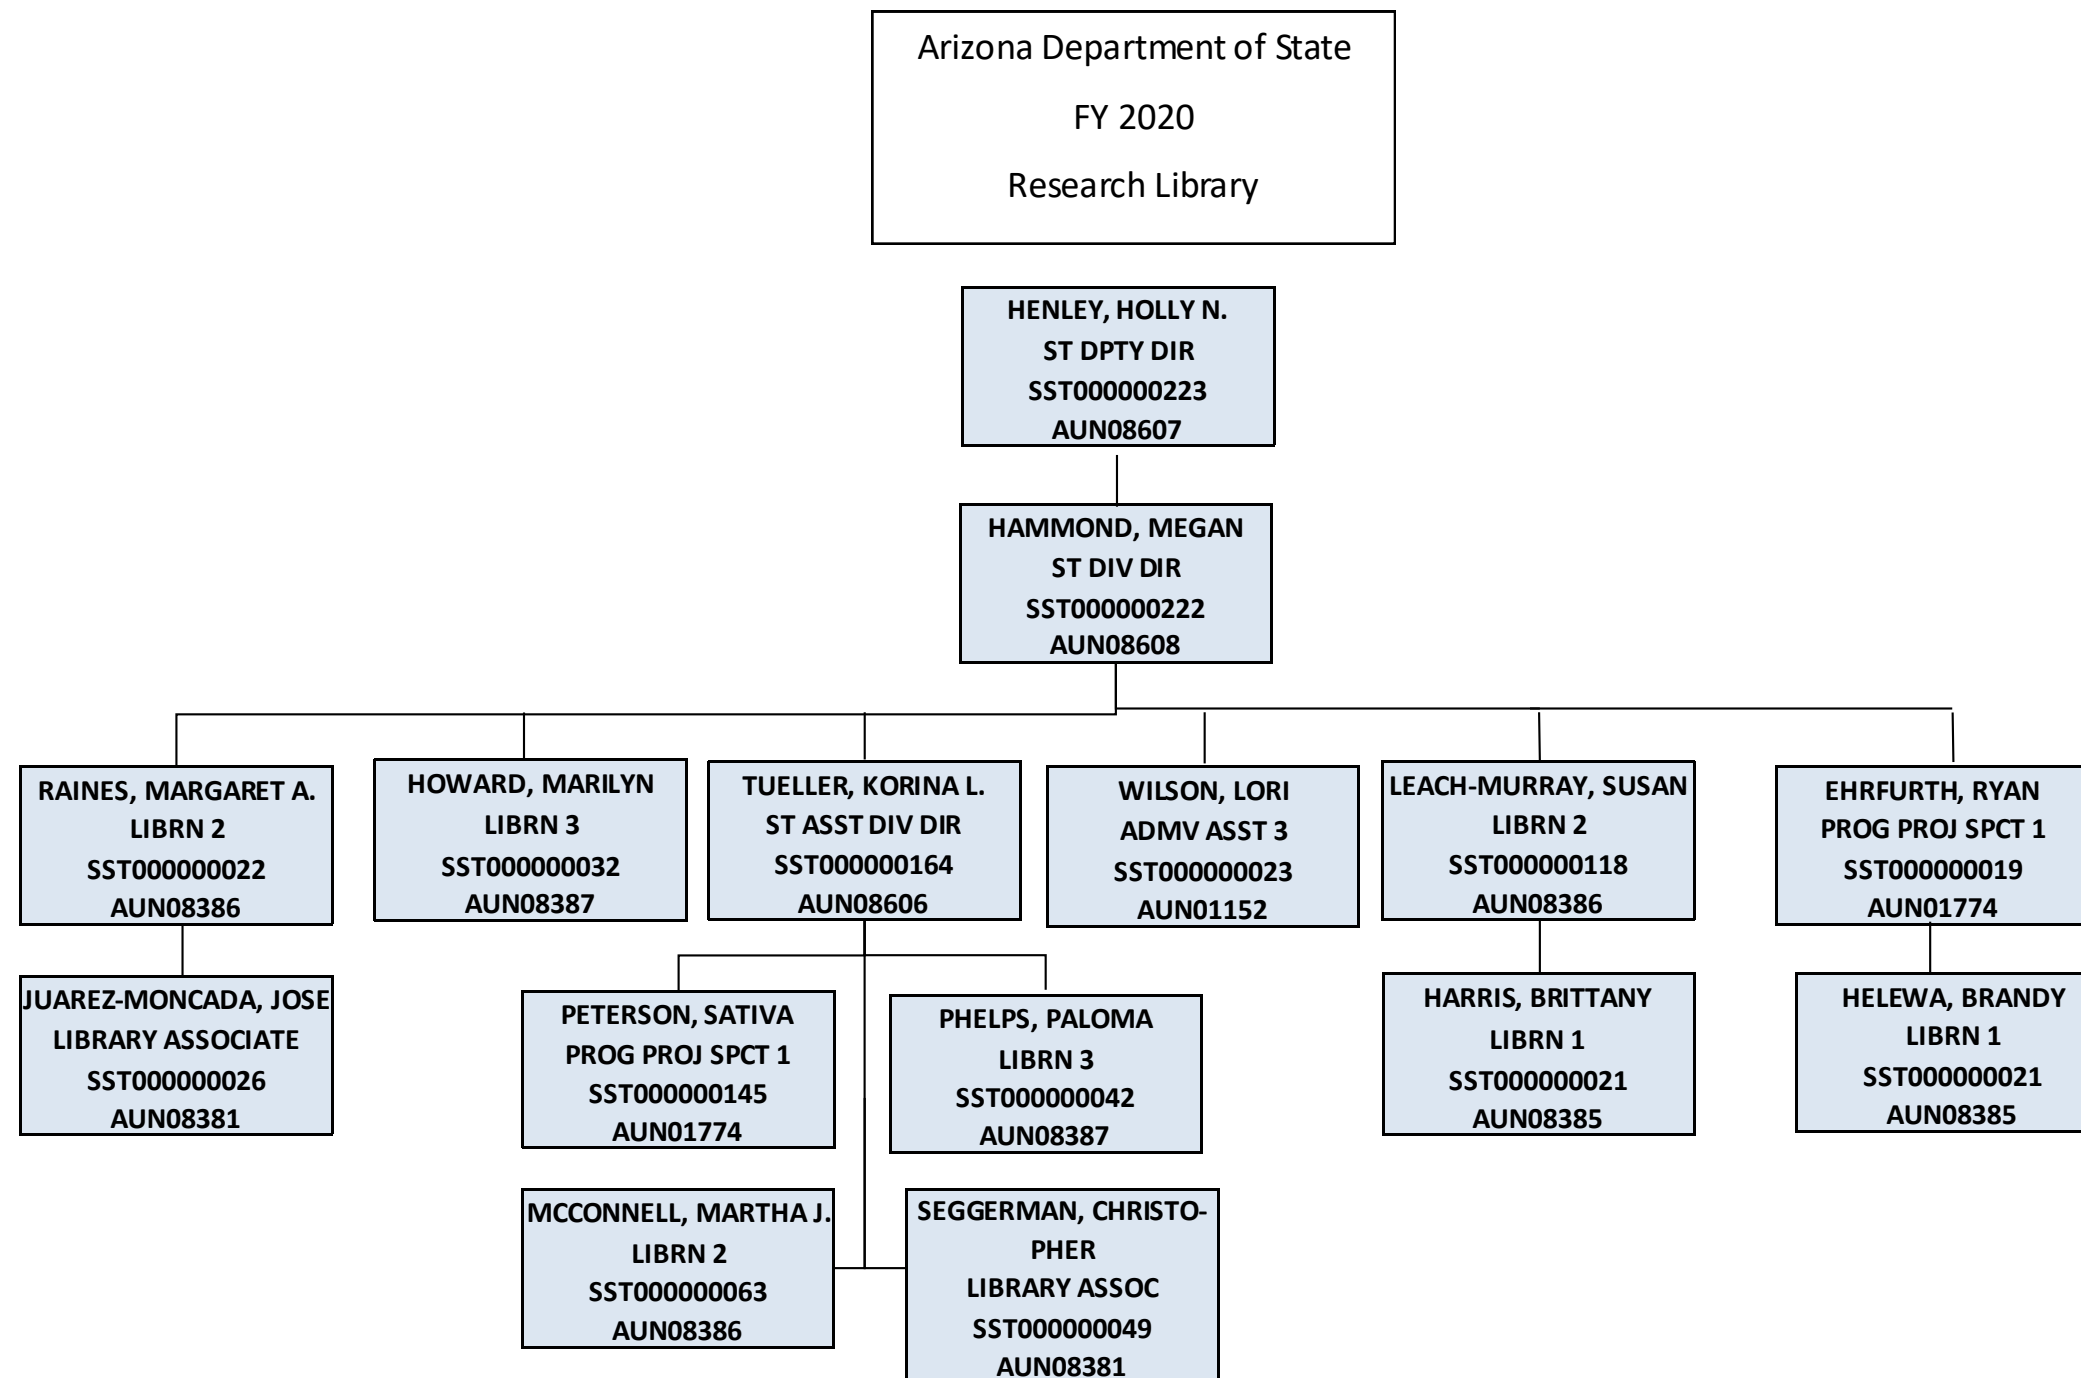 Arizona Department of State
FY 2020
Research Library
HENLEY, HOLLY N.
ST DPTY DIR
SST000000223
AUN08607
HAMMOND, MEGAN
ST DIV DIR
SST000000222
AUN08608
RAINES, MARGARET A.
LIBRN 2
SST000000022
AUN08386
HOWARD, MARILYN
LIBRN 3
SST000000032
AUN08387
TUELLER, KORINA L.
ST ASST DIV DIR
SST000000164
AUN08606
WILSON, LORI
ADMV ASST 3
SST000000023
AUN01152
LEACH-MURRAY, SUSAN
LIBRN 2
SST000000118
AUN08386
EHRFURTH, RYAN
PROG PROJ SPCT 1
SST000000019
AUN01774
JUAREZ-MONCADA, JOSE
LIBRARY ASSOCIATE
SST000000026
AUN08381
PETERSON, SATIVA
PROG PROJ SPCT 1
SST000000145
AUN01774
PHELPS, PALOMA
LIBRN 3
SST000000042
AUN08387
HARRIS, BRITTANY
LIBRN 1
SST000000021
AUN08385
HELEWA, BRANDY
LIBRN 1
SST000000021
AUN08385
MCCONNELL, MARTHA J.
LIBRN 2
SST000000063
AUN08386
SEGGERMAN, CHRISTO-
PHER
LIBRARY ASSOC
SST000000049
AUN08381